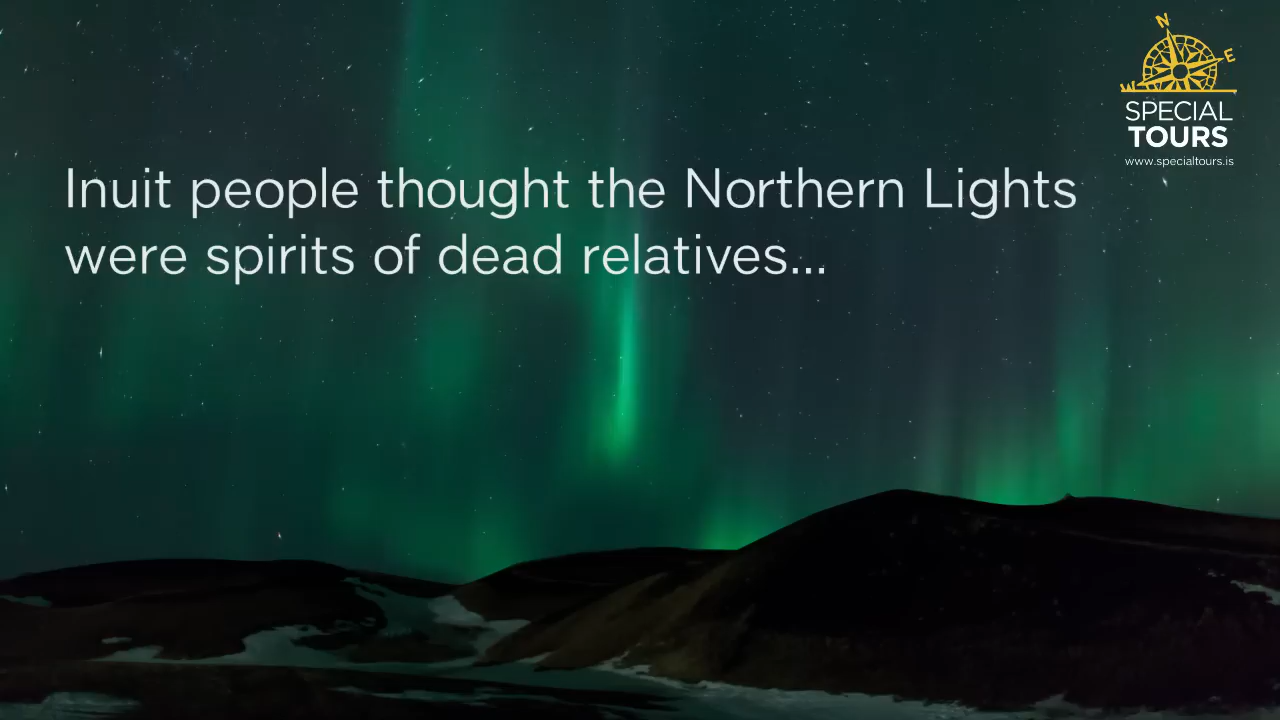 N
E
W
SPECIAL
TOURS
www.specialtours.is
Inuit people thought the Northern Lights
were spirits of dead relatives...